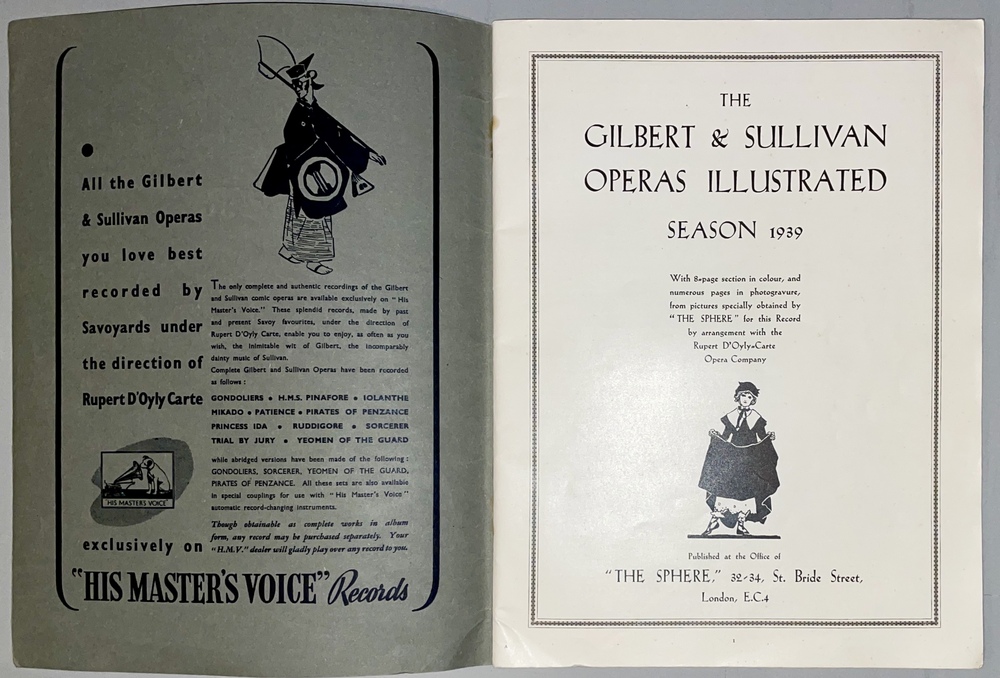 All the Gilbert
& Sullivan Operas
you love best
recorded by
Savoyards under
the direction of
Rupert D'Oyly Carte
"HIS MASTER'S VOICE"
exclusively on
The only complete and authentic recordings of the Gilbert
and Sullivan comic operas are available exclusively on "His
Master's Voice." These splendid records, made by past
and present Savoy favourites, under the direction of
Rupert D'Oyly Carte, enable you to enjoy, as often as you
wish, the inimitable wit of Gilbert, the incomparably
dainty music of Sullivan.
Complete Gilbert and Sullivan Operas have been recorded
as follows:
GONDOLIERS • H.M.S. PINAFORE • IOLANTHE
MIKADO • PATIENCE • PIRATES OF PENZANCE
PRINCESS IDA • RUDDIGORE • SORCERER
TRIAL BY JURY • YEOMEN OF THE GUARD
while abridged versions have been made of the following:
GONDOLIERS, SORCERER, YEOMEN OF THE GUARD,
PIRATES OF PENZANCE. All these sets are also available
in special couplings for use with "His Master's Voice"
automatic record-changing instruments.
Though obtainable as complete works in album
form, any record may be purchased separately. Your
"H.M.V." dealer will gladly play over any record to you.
"HIS MASTER'S VOICE" Records
THE
GILBERT & SULLIVAN
OPERAS ILLUSTRATED
SEASON 1939
With 8-page section in colour, and
numerous pages in photogravure,
from pictures specially obtained by
"THE SPHERE" for this Record
by arrangement with the
Rupert D'Oyly-Carte
Opera Company
Published at the Office of
"THE SPHERE," 32-34, St. Bride Street,
London, E.C.4
1